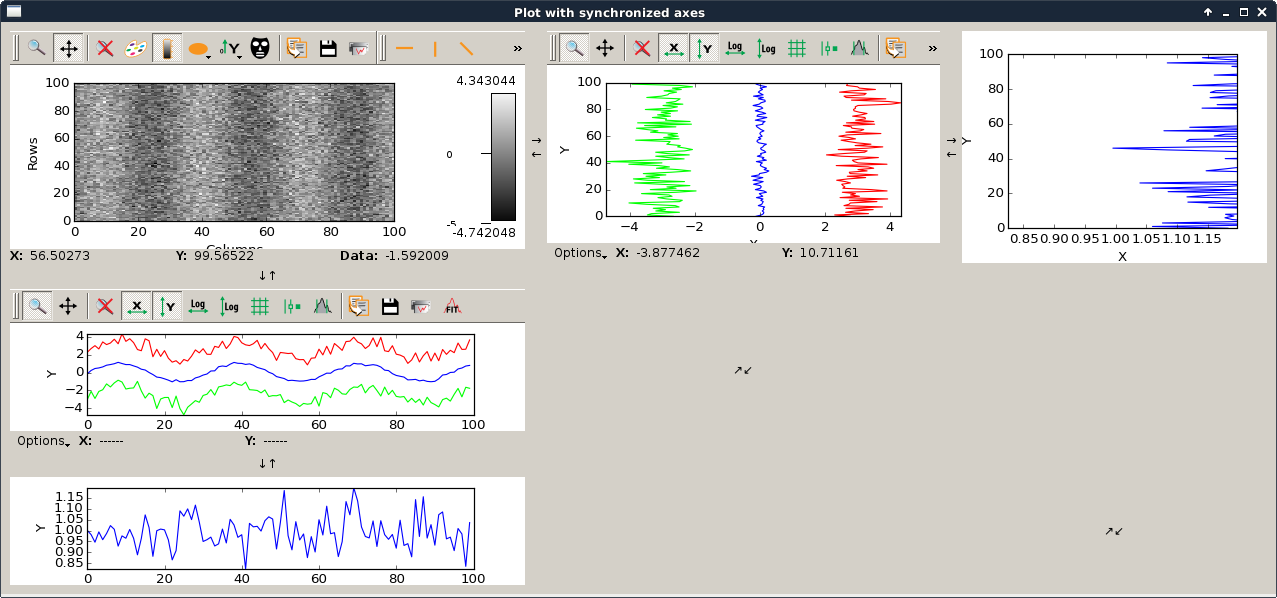 Plot with synchronized axes
Y
»
4.343044
0
-5
-4.742048
100
80
60
40
20
0
Rows
0 20 40 60 80 100
Columns
X: 56.50273 Y: 99.56522 Data: -1.592009
↓↑
X Y Log Log
»
100
80
60
40
20
0
Y
−4 −2 0 2 4
Options X: -3.877462 Y: 10.71161
→
←
→
←
100
80
60
40
20
0
Y
0.85 0.90 0.95 1.00 1.05 1.10 1.15
X
X Y Log Log FIT
4
2
0
−2
−4
Y
0 20 40 60 80 100
Options X: ------ Y: ------
↓↑
↗↙
1.15
1.10
1.05
1.00
0.95
0.90
0.85
Y
0 20 40 60 80 100
↗↙